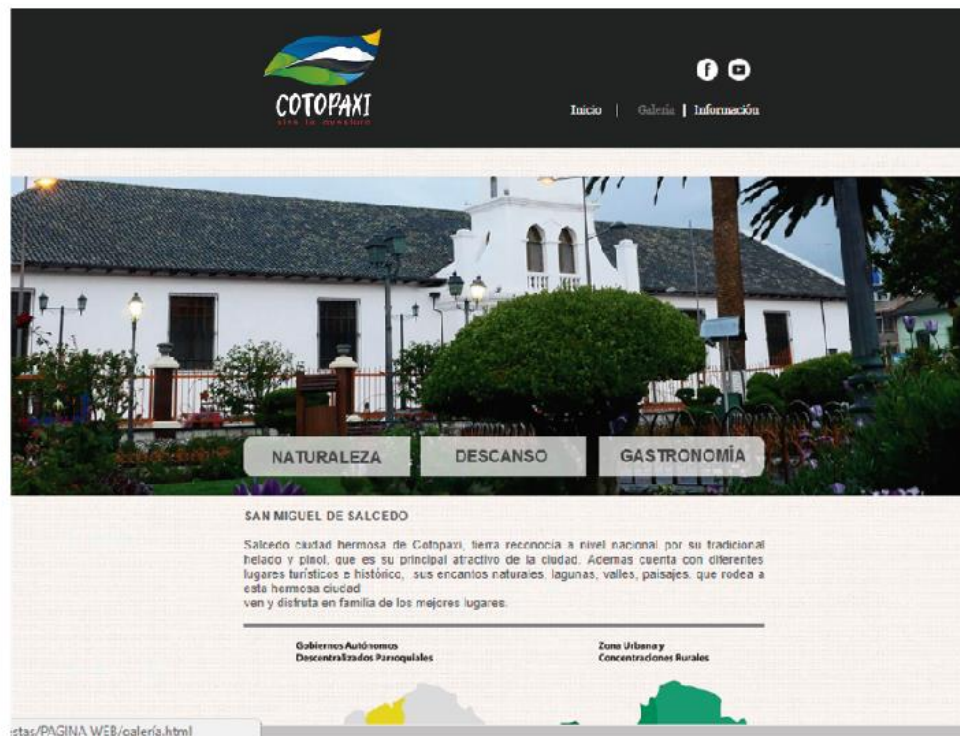 COTOPAXI
Inicio | Galería | Información
NATURALEZA DESCANSO GASTRONOMÍA
SAN MIGUEL DE SALCEDO
Salcedo ciudad hermosa de Cotopaxi, tierra reconocia a nivel nacional por su tradicional
helado y pinol, que es su principal atractivo de la ciudad. Ademas cuenta con diferentes
lugares turísticos e histórico, sus encantos naturales, lagunas, valles, paisajes, que rodea a
esta hermosa ciudad
ven y disfruta en familia de los mejores lugares.
Gobiernos Autónomos
Descentralizados Parroquiales
Zona Urbana y
Concentraciones Rurales
estas/PAGINA WEB/galería.html